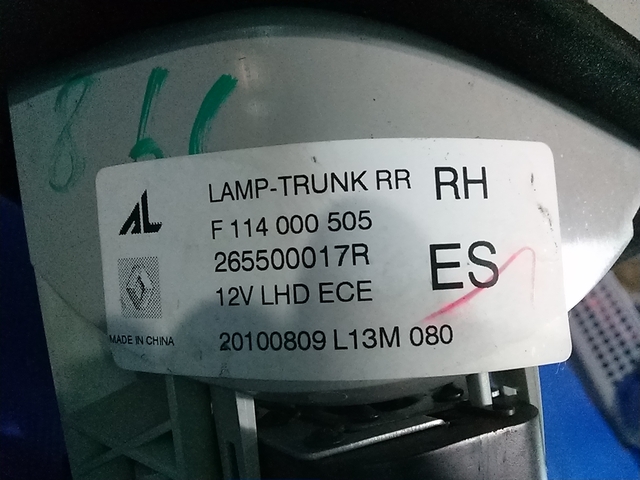 LAMP-TRUNK RR RH
F 114 000 505
265500017R
ES
12V LHD ECE
MADE IN CHINA
20100809 L13M 080
AL